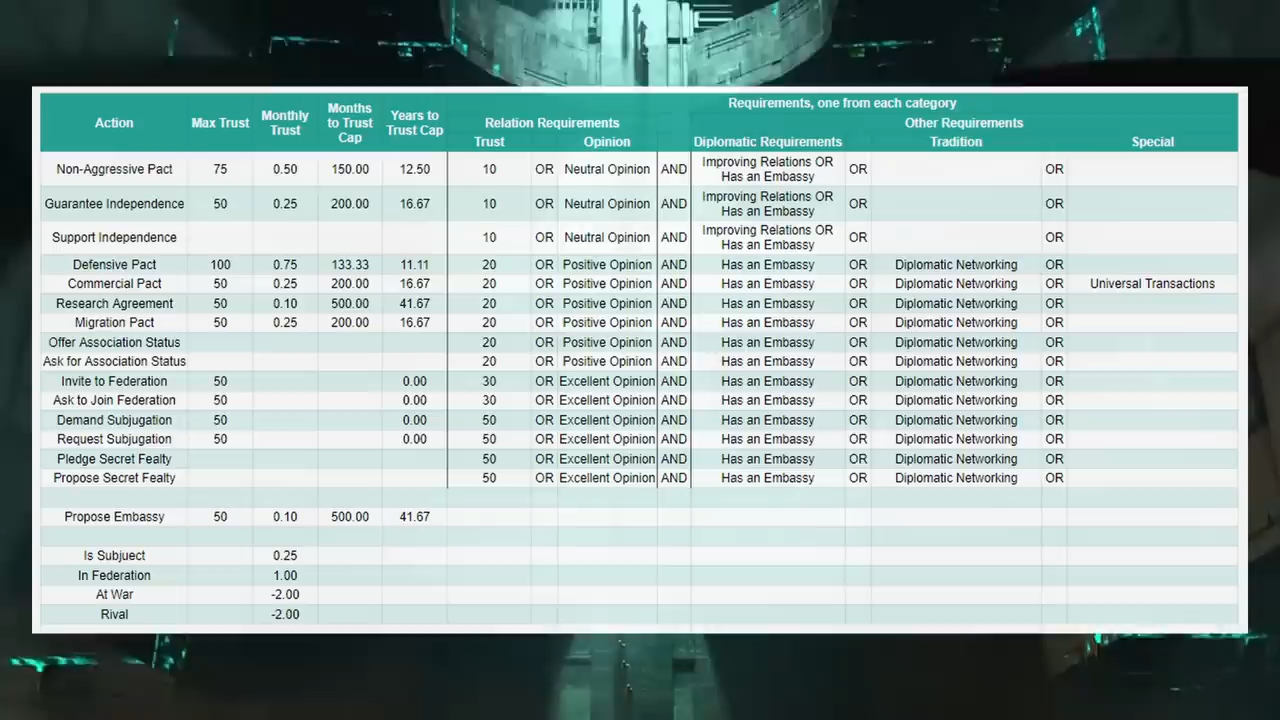 Requirements, one from each category
Action Max Trust Monthly Trust Months to Trust Cap Years to Trust Cap Relation Requirements Other Requirements
Trust Opinion Diplomatic Requirements Tradition Special
Non-Aggressive Pact 75 0.50 150.00 12.50 10 OR Neutral Opinion AND Improving Relations OR Has an Embassy OR OR
Guarantee Independence 50 0.25 200.00 16.67 10 OR Neutral Opinion AND Improving Relations OR Has an Embassy OR OR
Support Independence 10 OR Neutral Opinion AND Improving Relations OR Has an Embassy OR OR
Defensive Pact 100 0.75 133.33 11.11 20 OR Positive Opinion AND Has an Embassy OR Diplomatic Networking OR
Commercial Pact 50 0.25 200.00 16.67 20 OR Positive Opinion AND Has an Embassy OR Diplomatic Networking OR Universal Transactions
Research Agreement 50 0.10 500.00 41.67 20 OR Positive Opinion AND Has an Embassy OR Diplomatic Networking OR
Migration Pact 50 0.25 200.00 16.67 20 OR Positive Opinion AND Has an Embassy OR Diplomatic Networking OR
Offer Association Status 20 OR Positive Opinion AND Has an Embassy OR Diplomatic Networking OR
Ask for Association Status 20 OR Positive Opinion AND Has an Embassy OR Diplomatic Networking OR
Invite to Federation 50 0.00 30 OR Excellent Opinion AND Has an Embassy OR Diplomatic Networking OR
Ask to Join Federation 50 0.00 30 OR Excellent Opinion AND Has an Embassy OR Diplomatic Networking OR
Demand Subjugation 50 0.00 50 OR Excellent Opinion AND Has an Embassy OR Diplomatic Networking OR
Request Subjugation 50 0.00 50 OR Excellent Opinion AND Has an Embassy OR Diplomatic Networking OR
Pledge Secret Fealty 50 OR Excellent Opinion AND Has an Embassy OR Diplomatic Networking OR
Propose Secret Fealty 50 OR Excellent Opinion AND Has an Embassy OR Diplomatic Networking OR
Propose Embassy 50 0.10 500.00 41.67
Is Subjuect 0.25
In Federation 1.00
At War -2.00
Rival -2.00